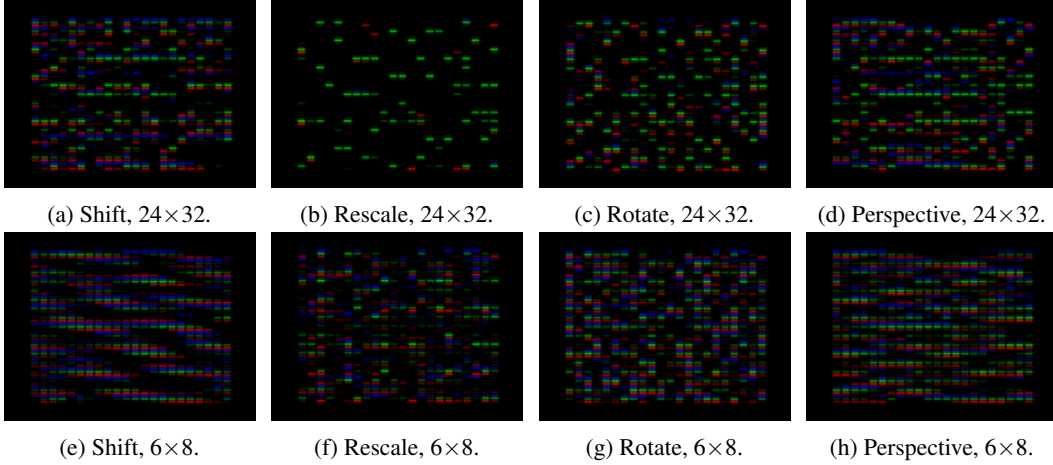 (a) Shift, 24×32.
(b) Rescale, 24×32.
(c) Rotate, 24×32.
(d) Perspective, 24×32.
(e) Shift, 6×8.
(f) Rescale, 6×8.
(g) Rotate, 6×8.
(h) Perspective, 6×8.